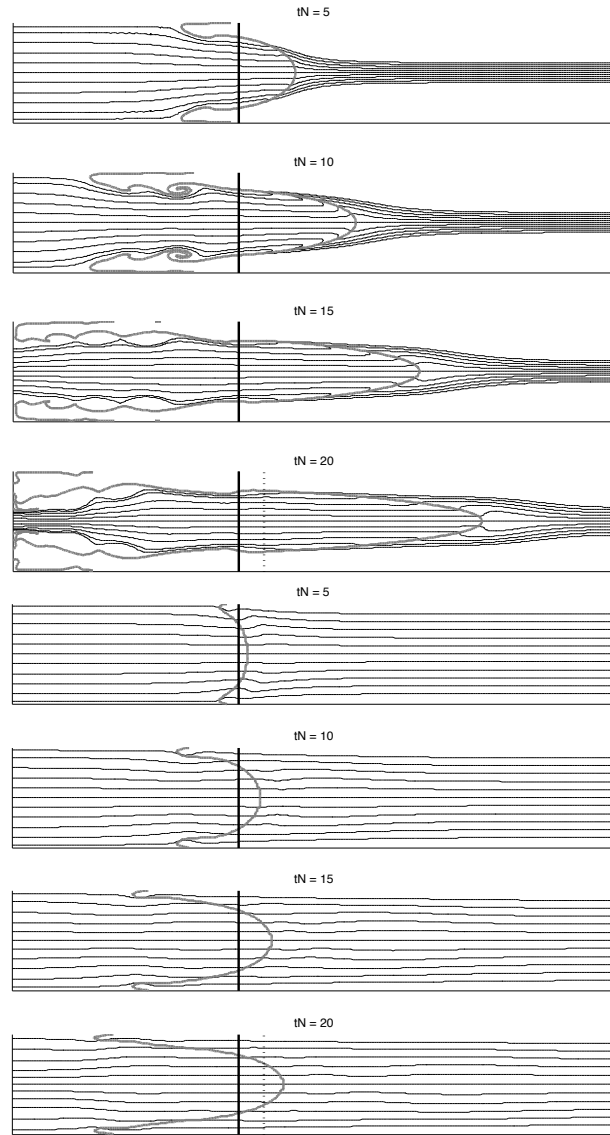 tN = 5
tN = 10
tN = 15
tN = 20
tN = 5
tN = 10
tN = 15
tN = 20